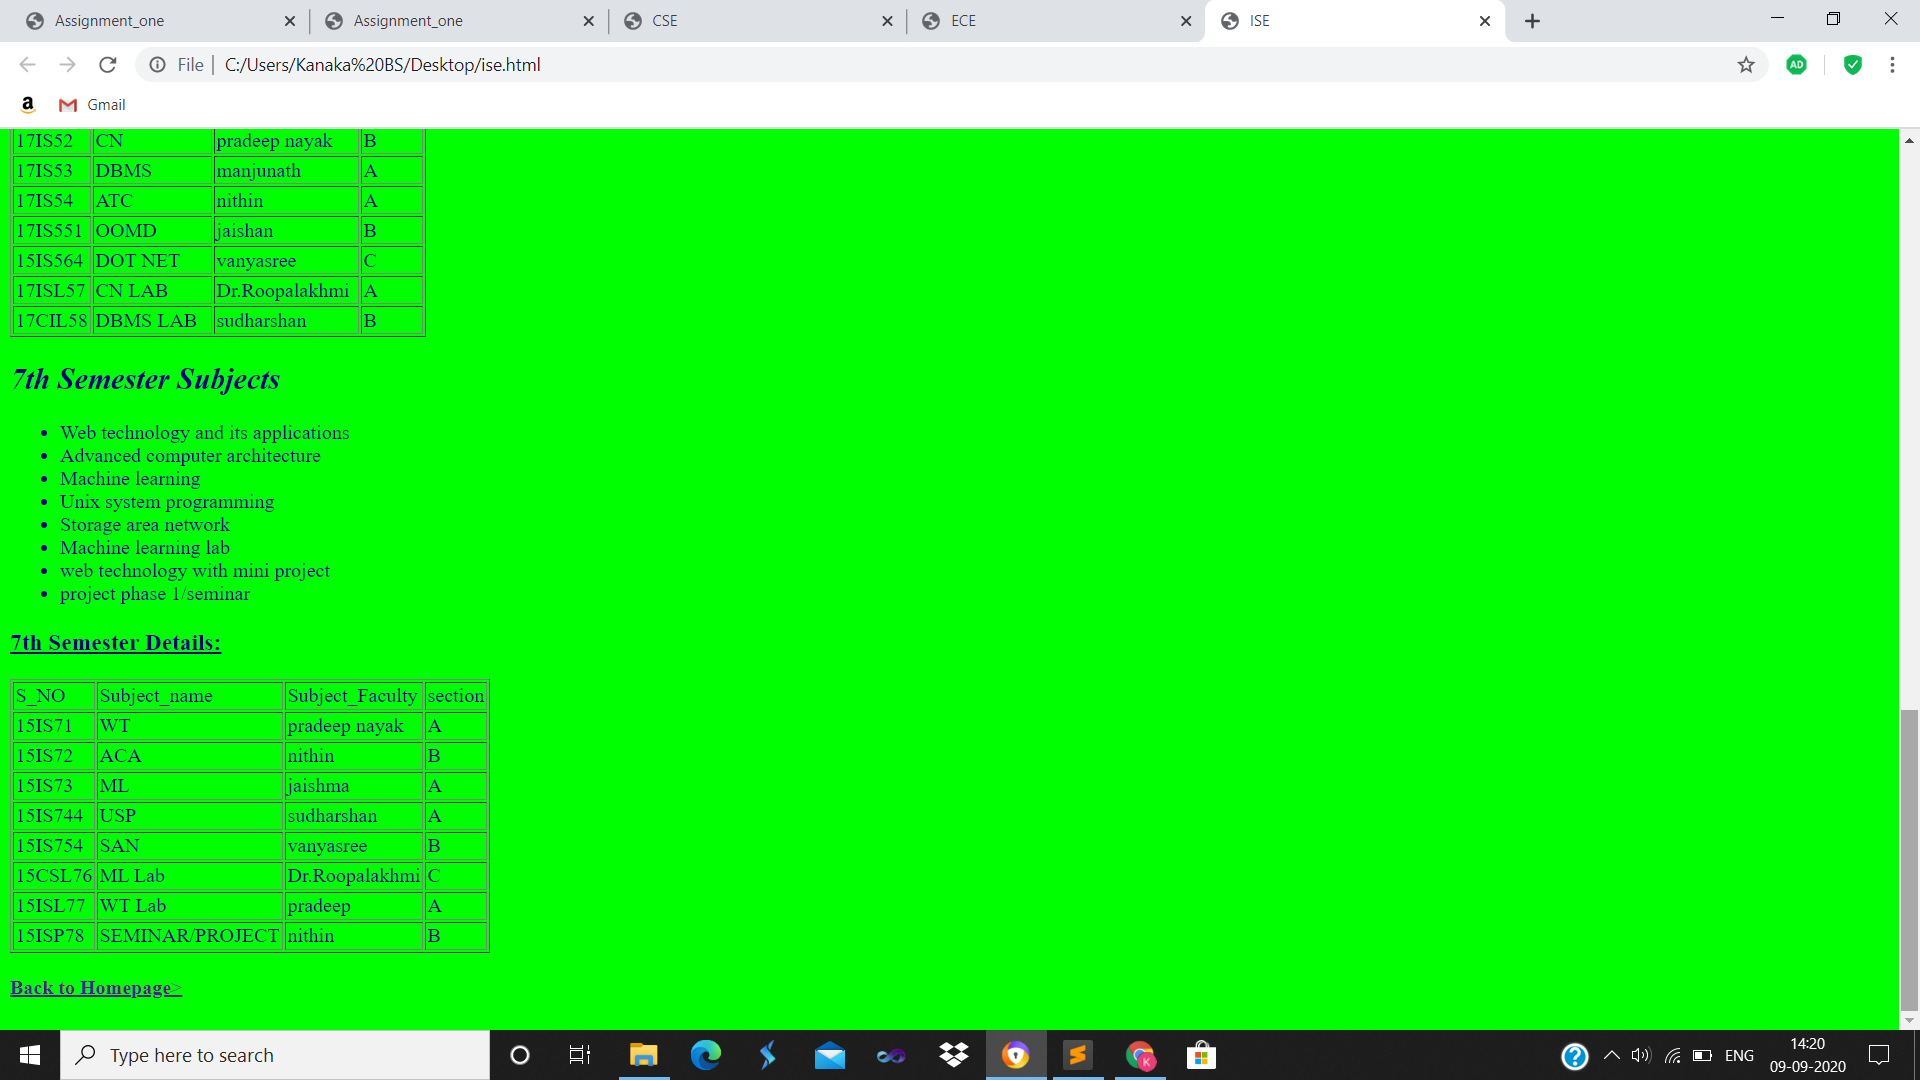 Assignment_one Assignment_one CSE ECE ISE
File C:/Users/Kanaka%20BS/Desktop/ise.html
AD
a Gmail
17IS52 CN pradeep nayak B
17IS53 DBMS manjunath A
17IS54 ATC nithin A
17IS551 OOMD jaishan B
15IS564 DOT NET vanyasree C
17ISL57 CN LAB Dr.Roopalakhmi A
17CIL58 DBMS LAB sudharshan B
7th Semester Subjects
• Web technology and its applications
• Advanced computer architecture
• Machine learning
• Unix system programming
• Storage area network
• Machine learning lab
• web technology with mini project
• project phase 1/seminar
7th Semester Details:
S_NO Subject_name Subject_Faculty section
15IS71 WT pradeep nayak A
15IS72 ACA nithin B
15IS73 ML jaishma A
15IS744 USP sudharshan A
15IS754 SAN vanyasree B
15CSL76 ML Lab Dr.Roopalakhmi C
15ISL77 WT Lab pradeep A
15ISP78 SEMINAR/PROJECT nithin B
Back to Homepage>
Type here to search K ENG 14:20
09-09-2020